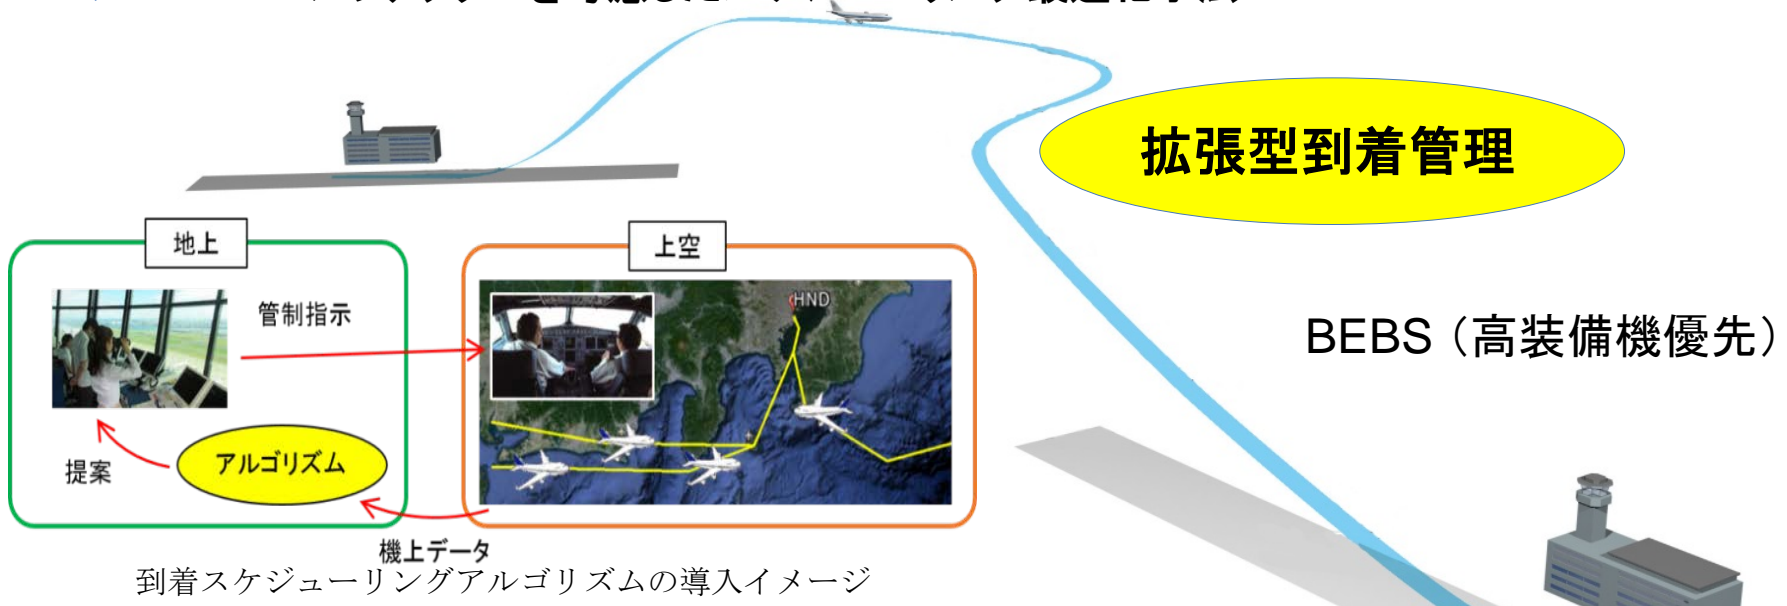 拡張型到着管理
地上
上空
管制指示
HND
BEBS（高装備機優先）
アルゴリズム
提案
機上データ
到着スケジューリングアルゴリズムの導入イメージ